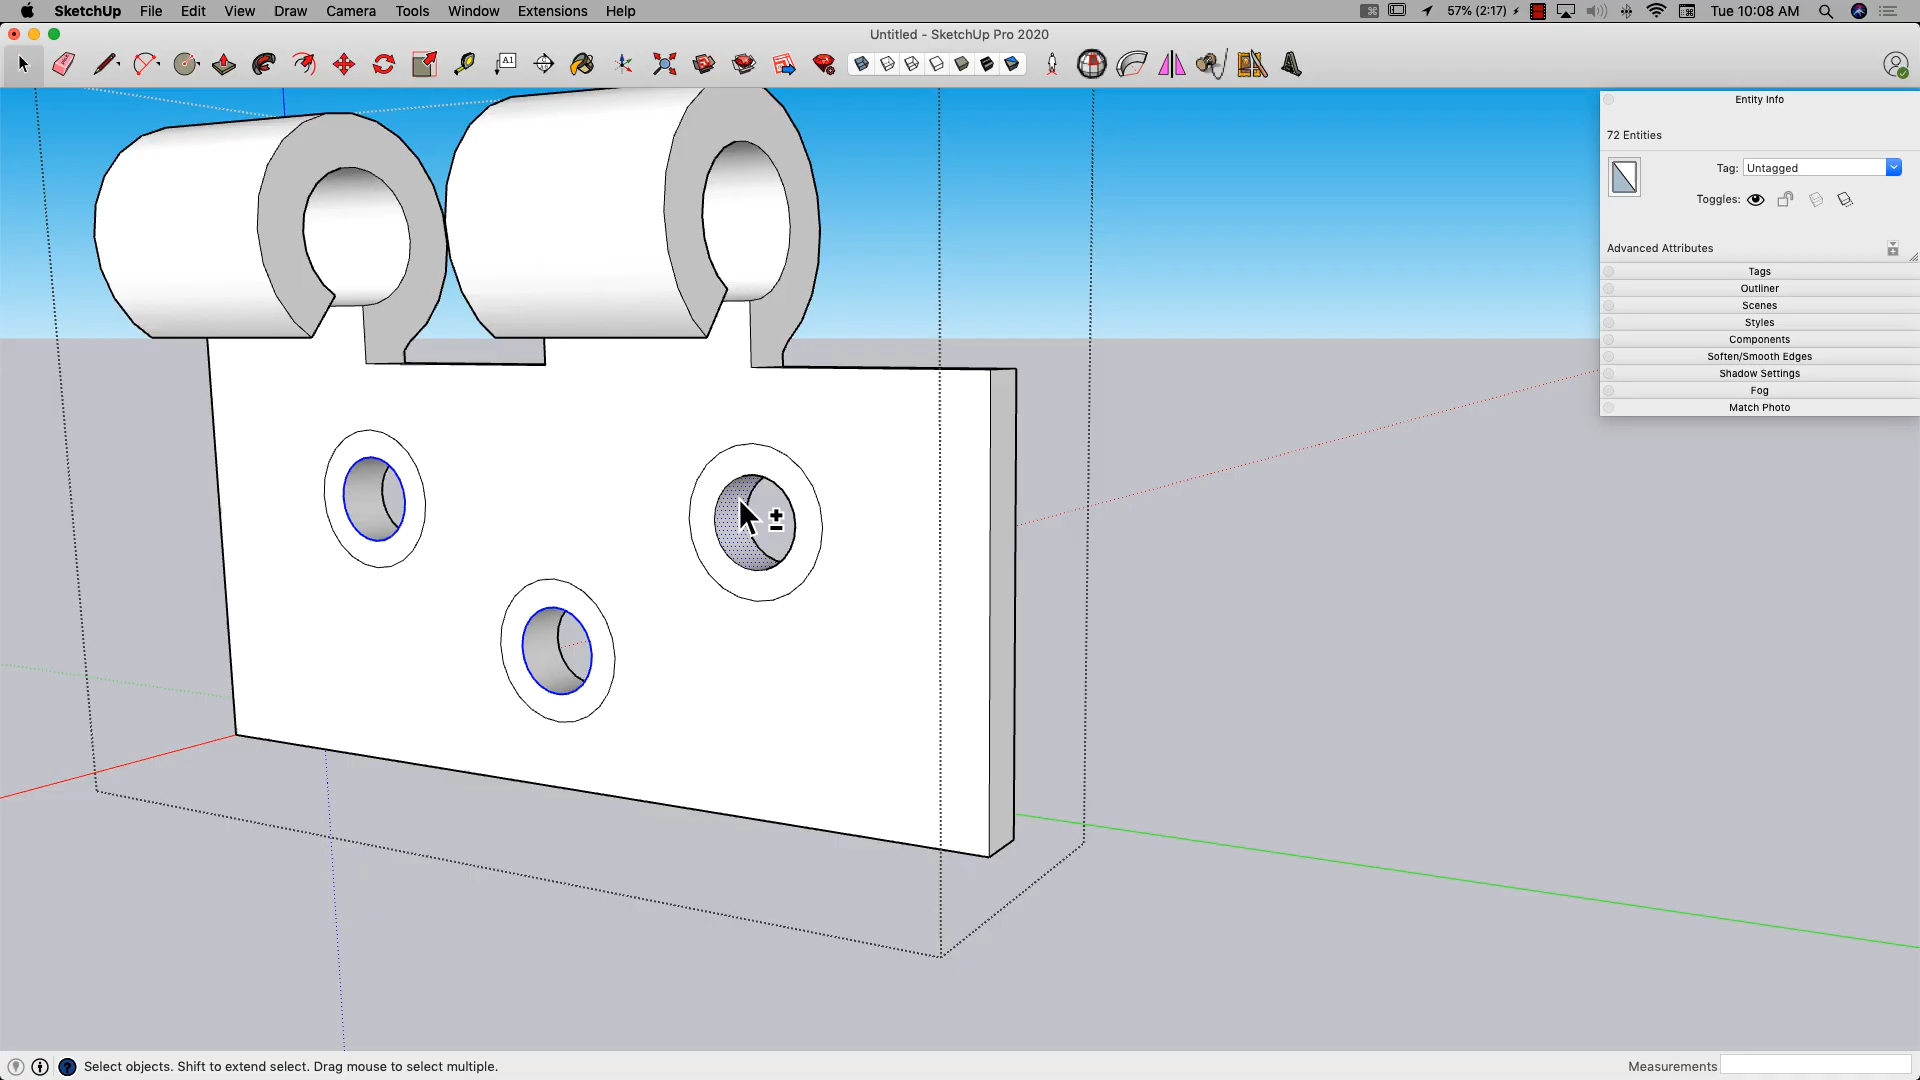 SketchUp File Edit View Draw Camera Tools Window Extensions Help 57% (2:17) Tue 10:08 AM
Untitled - SketchUp Pro 2020
A1
Entity Info
72 Entities
Tag: Untagged
Toggles:
Advanced Attributes
Tags
Outliner
Scenes
Styles
Components
Soften/Smooth Edges
Shadow Settings
Fog
Match Photo
Select objects. Shift to extend select. Drag mouse to select multiple.
Measurements